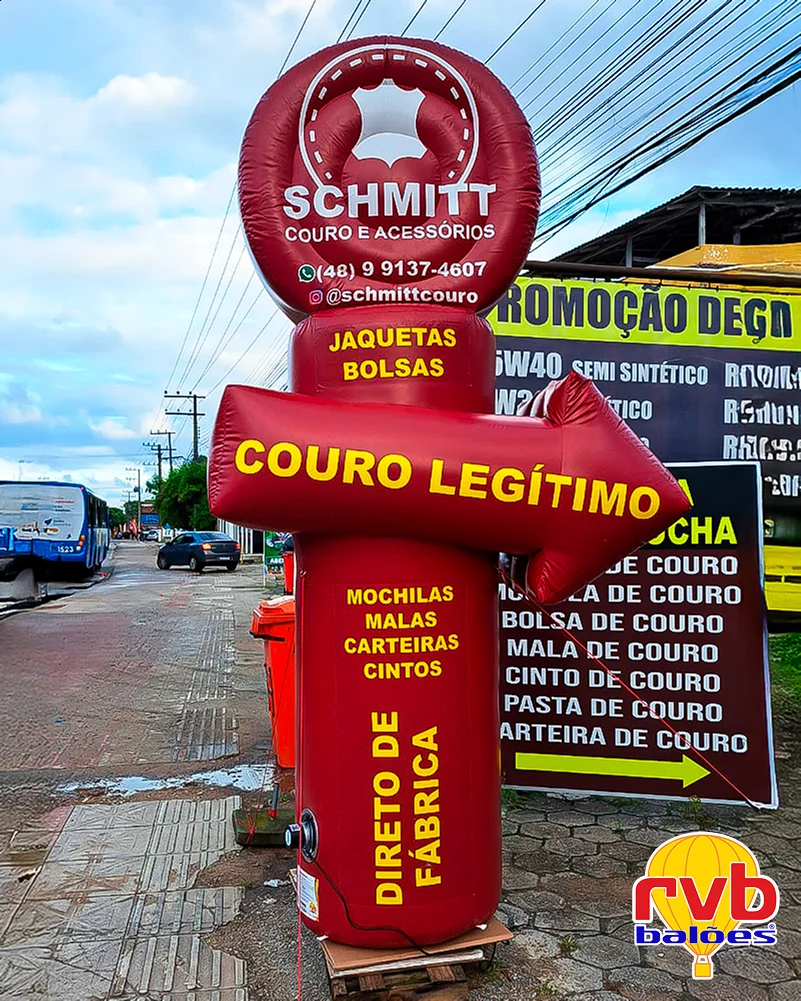 SCHMITT
COURO E ACESSÓRIOS
(48) 9 9137-4607
@schmittcouro
JAQUETAS
BOLSAS
COURO LEGÍTIMO
MOCHILAS
MALAS
CARTEIRAS
CINTOS
DIRETO DE
FÁBRICA
ROMOÇÃO
5W40 SEMI SINTÉTICO
DE COURO
DE COURO
BOLSA DE COURO
MALA DE COURO
CINTO DE COURO
PASTA DE COURO
ARTEIRA DE COURO
1523
rvb
balões